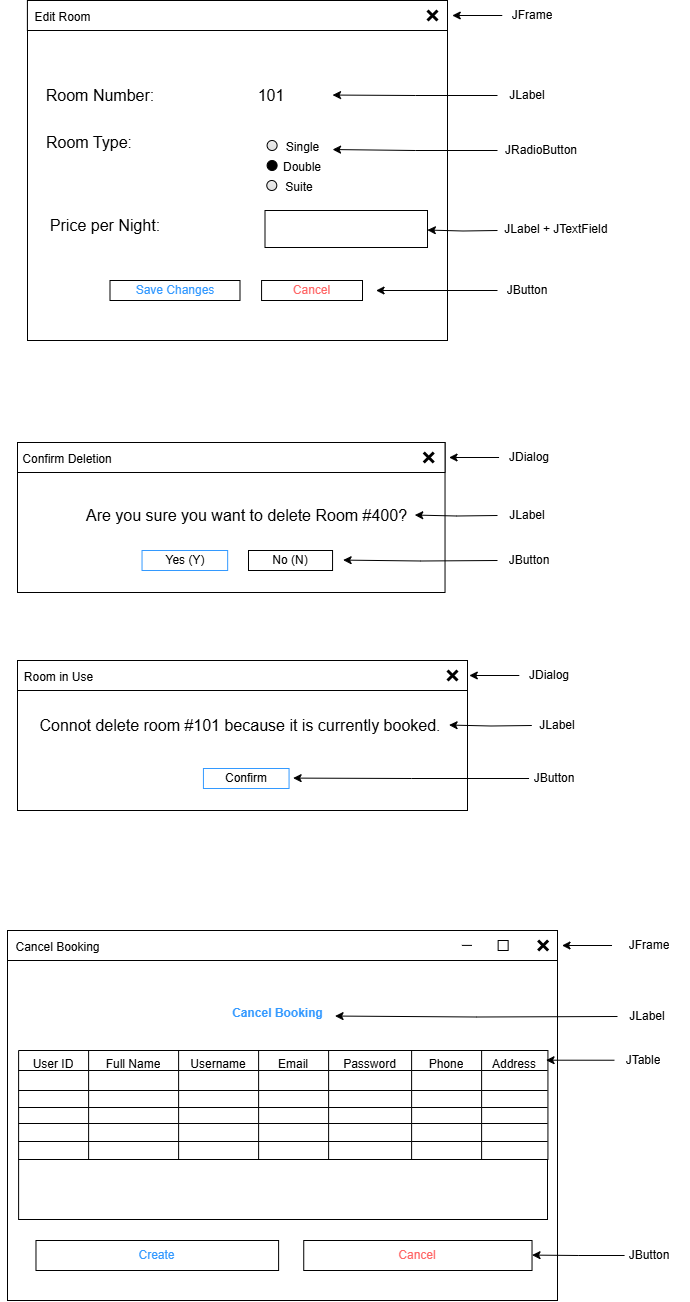 Edit Room
JFrame
Room Number: 101
JLabel
Room Type:
Single
JRadioButton
Double
Suite
Price per Night:
JLabel + JTextField
Save Changes Cancel
JButton
Confirm Deletion
JDialog
Are you sure you want to delete Room #400?
JLabel
Yes (Y) No (N)
JButton
Room in Use
JDialog
Connot delete room #101 because it is currently booked.
JLabel
Confirm
JButton
Cancel Booking
JFrame
Cancel Booking
JLabel
User ID Full Name Username Email Password Phone Address
JTable
Create Cancel
JButton